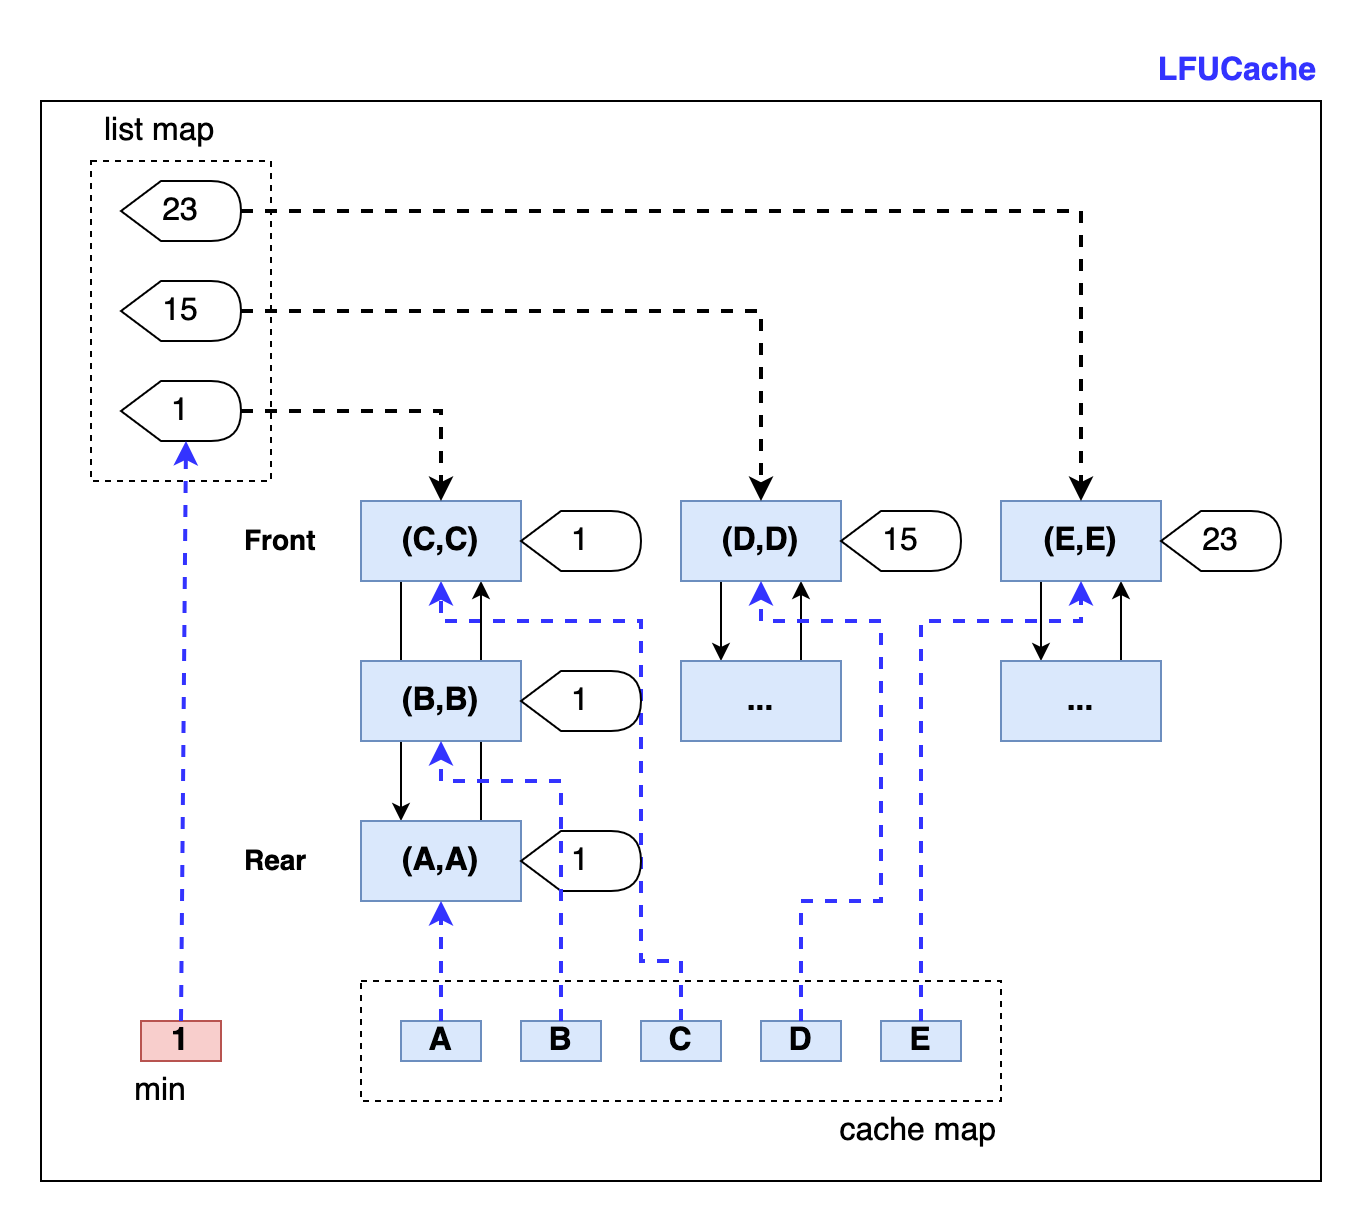 LFUCache
list map
23
15
1
Front
(C,C)
1
(D,D)
15
(E,E)
23
(B,B)
1
...
...
Rear
(A,A)
1
1
A
B
C
D
E
min
cache map